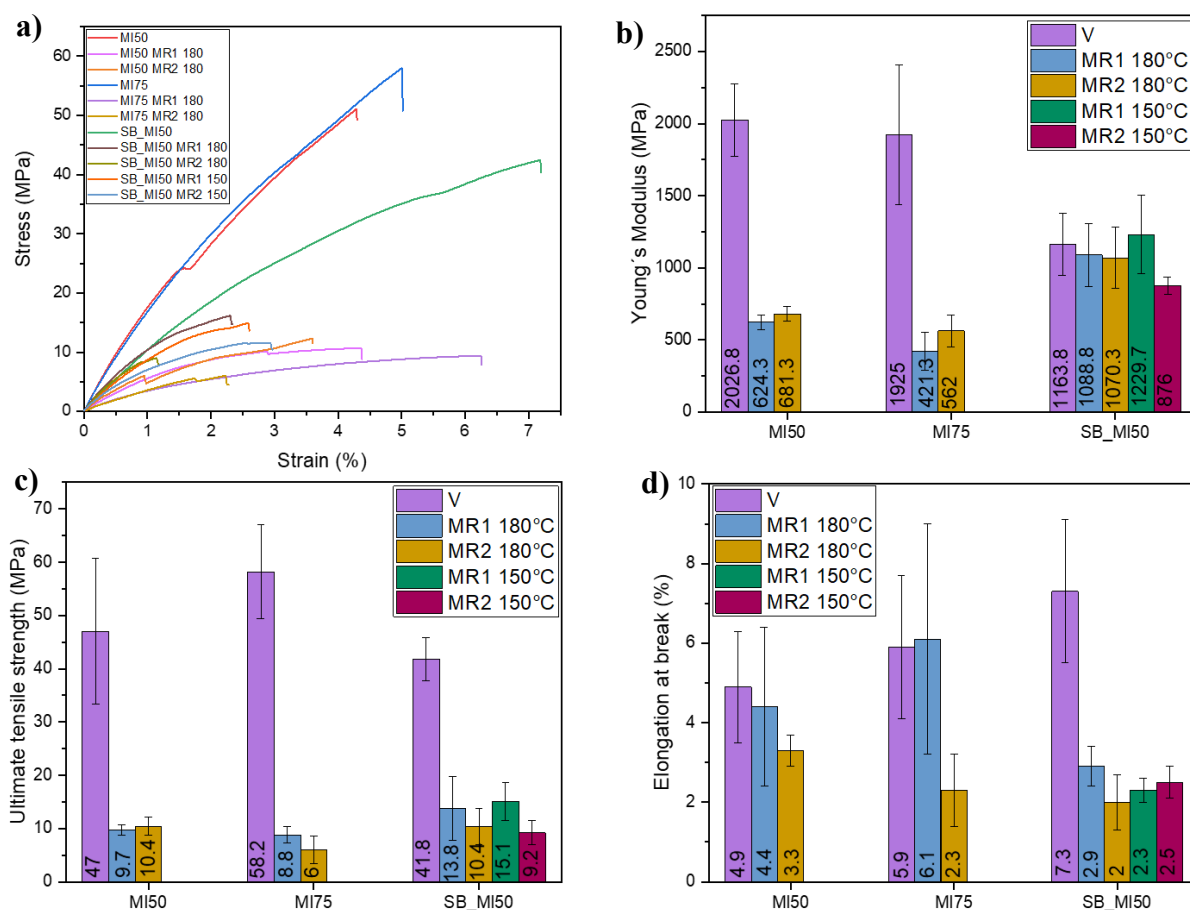 a)
60
50
40
30
20
10
0
Stress (MPa)
MI50
MI50 MR1 180
MI50 MR2 180
MI75
MI75 MR1 180
MI75 MR2 180
SB_MI50
SB_MI50 MR1 180
SB_MI50 MR2 180
SB_MI50 MR1 150
SB_MI50 MR2 150
0 1 2 3 4 5 6 7
Strain (%)
b)
2500
2000
1500
1000
500
0
Young´s Modulus (MPa)
V
MR1 180°C
MR2 180°C
MR1 150°C
MR2 150°C
2026.8
624.3
681.3
1925
421.3
562
1163.8
1088.8
1070.3
1229.7
876
MI50 MI75 SB_MI50
c)
70
60
50
40
30
20
10
0
Ultimate tensile strength (MPa)
V
MR1 180°C
MR2 180°C
MR1 150°C
MR2 150°C
47
9.7
10.4
58.2
8.8
6
41.8
13.8
10.4
15.1
9.2
MI50 MI75 SB_MI50
d)
10
8
6
4
2
0
Elongation at break (%)
V
MR1 180°C
MR2 180°C
MR1 150°C
MR2 150°C
4.9
4.4
3.3
5.9
6.1
2.3
7.3
2.9
2
2.3
2.5
MI50 MI75 SB_MI50